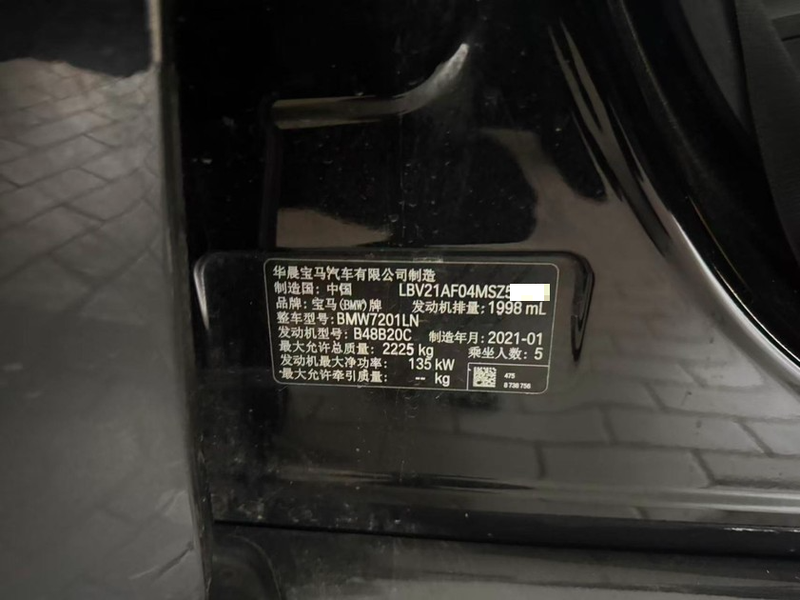 华晨宝马汽车有限公司制造
制造国: 中国 LBV21AF04MSZ5
品牌: 宝马(BMW)牌 发动机排量: 1998 mL
整车型号: BMW7201LN
发动机型号: B48B20C 制造年月: 2021-01
最大允许总质量: 2225 kg 乘坐人数: 5
发动机最大净功率: 135 kW
最大允许牵引质量: -- kg
475
8 738 756